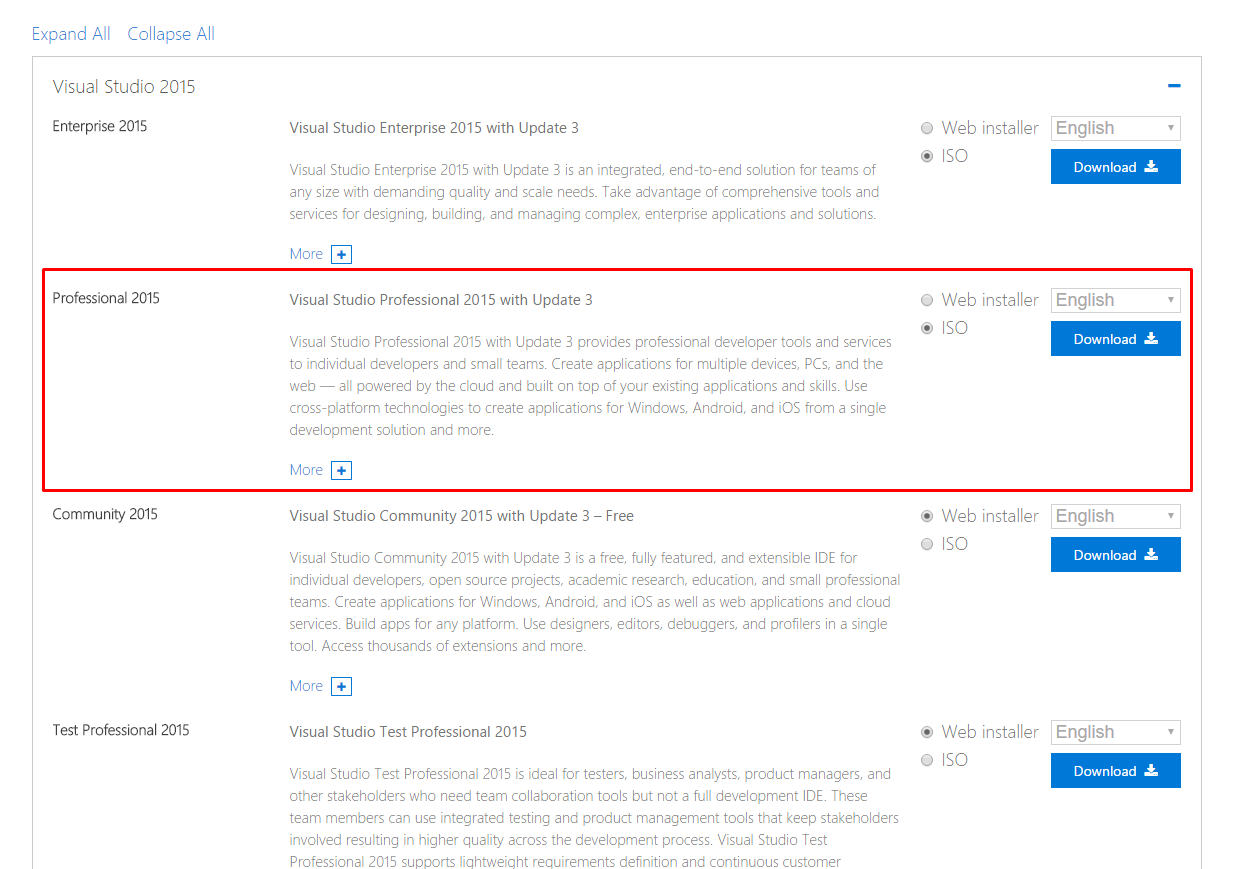 Expand All Collapse All
Visual Studio 2015
Enterprise 2015
Visual Studio Enterprise 2015 with Update 3
Web installer
English
ISO
Download
Visual Studio Enterprise 2015 with Update 3 is an integrated, end-to-end solution for teams of
any size with demanding quality and scale needs. Take advantage of comprehensive tools and
services for designing, building, and managing complex, enterprise applications and solutions.
More
Professional 2015
Visual Studio Professional 2015 with Update 3
Web installer
English
ISO
Download
Visual Studio Professional 2015 with Update 3 provides professional developer tools and services
to individual developers and small teams. Create applications for multiple devices, PCs, and the
web — all powered by the cloud and built on top of your existing applications and skills. Use
cross-platform technologies to create applications for Windows, Android, and iOS from a single
development solution and more.
More
Community 2015
Visual Studio Community 2015 with Update 3 – Free
Web installer
English
ISO
Download
Visual Studio Community 2015 with Update 3 is a free, fully featured, and extensible IDE for
individual developers, open source projects, academic research, education, and small professional
teams. Create applications for Windows, Android, and iOS as well as web applications and cloud
services. Build apps for any platform. Use designers, editors, debuggers, and profilers in a single
tool. Access thousands of extensions and more.
More
Test Professional 2015
Visual Studio Test Professional 2015
Web installer
English
ISO
Download
Visual Studio Test Professional 2015 is ideal for testers, business analysts, product managers, and
other stakeholders who need team collaboration tools but not a full development IDE. These
team members can use integrated testing and product management tools that keep stakeholders
involved resulting in higher quality across the development process. Visual Studio Test
Professional 2015 supports lightweight requirements definition and continuous customer